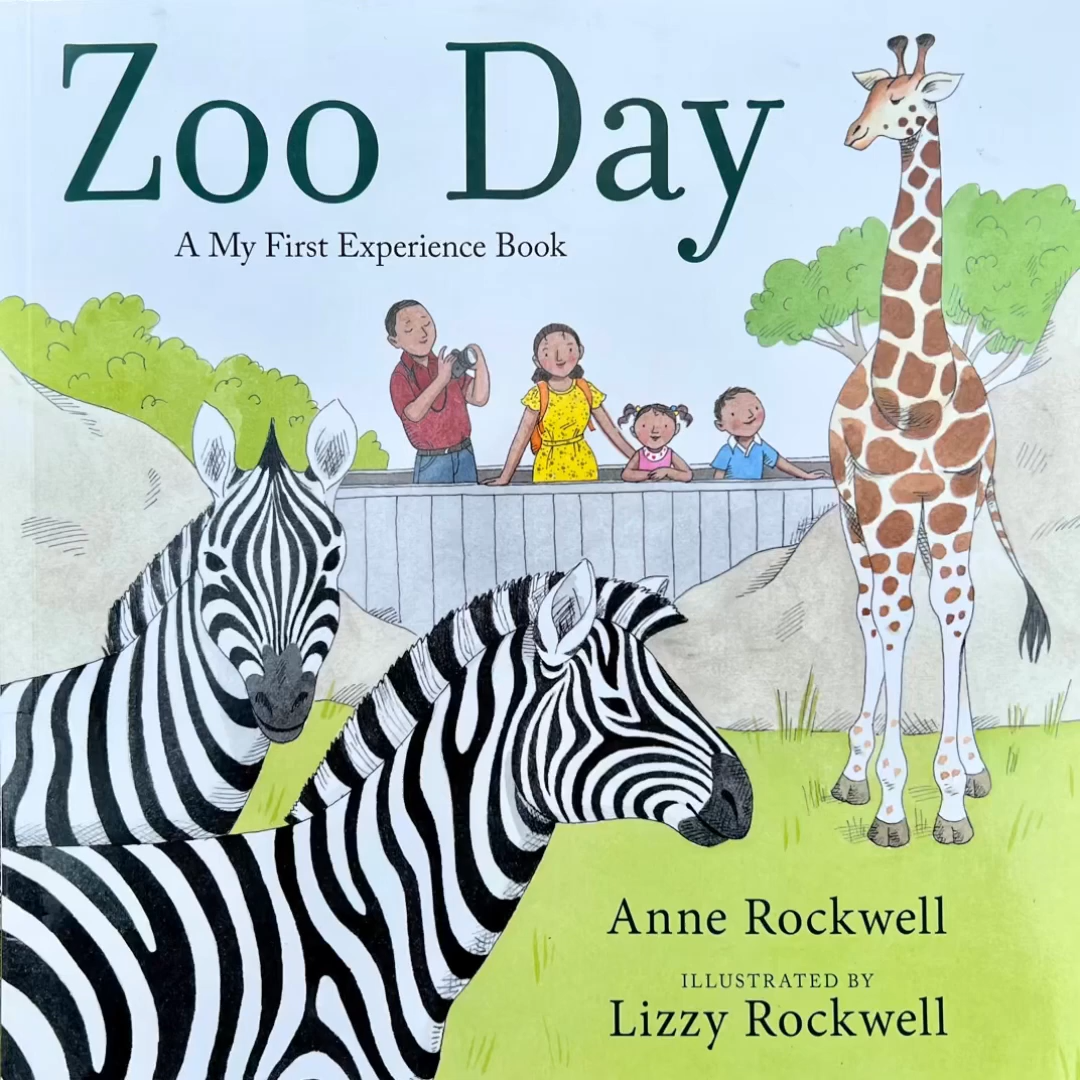 Zoo Day
A My First Experience Book
Anne Rockwell
ILLUSTRATED BY
Lizzy Rockwell